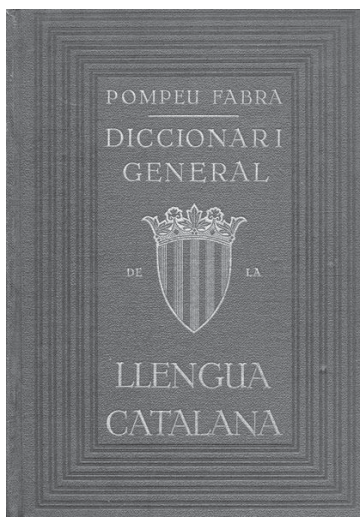 POMPEU FABRA
DICCIONARI
GENERAL
DE LA
LLENGUA
CATALANA